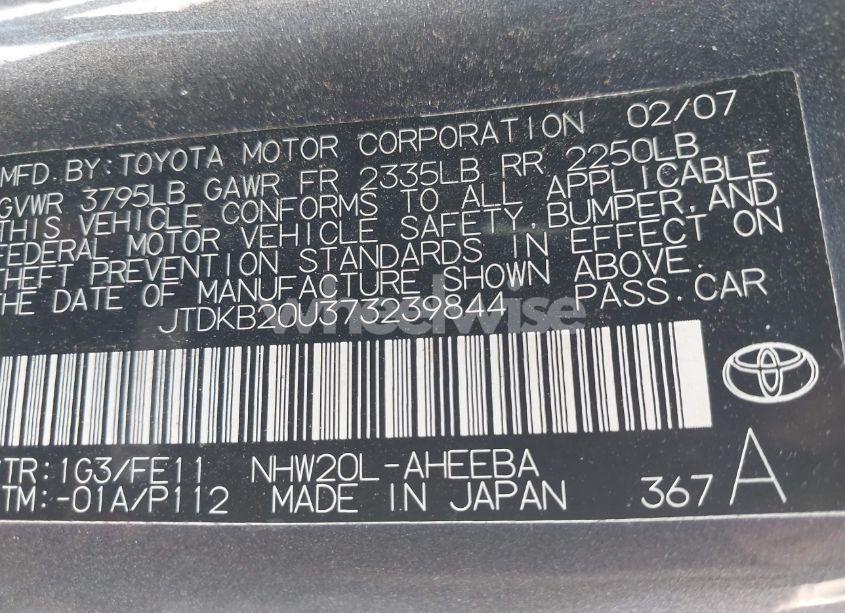 MFD. BY: TOYOTA MOTOR CORPORATION 02/07
GVWR 3795LB GAWR FR 2335LB RR 2250LB
THIS VEHICLE CONFORMS TO ALL APPLICABLE
FEDERAL MOTOR VEHICLE SAFETY, BUMPER, AND
THEFT PREVENTION STANDARDS IN EFFECT ON
THE DATE OF MANUFACTURE SHOWN ABOVE.
JTDKB20U373239844 PASS. CAR
wheelwise
TR: 1G3/FE11 NHW20L-AHEEBA
TM: -01A/P112 MADE IN JAPAN 367 A